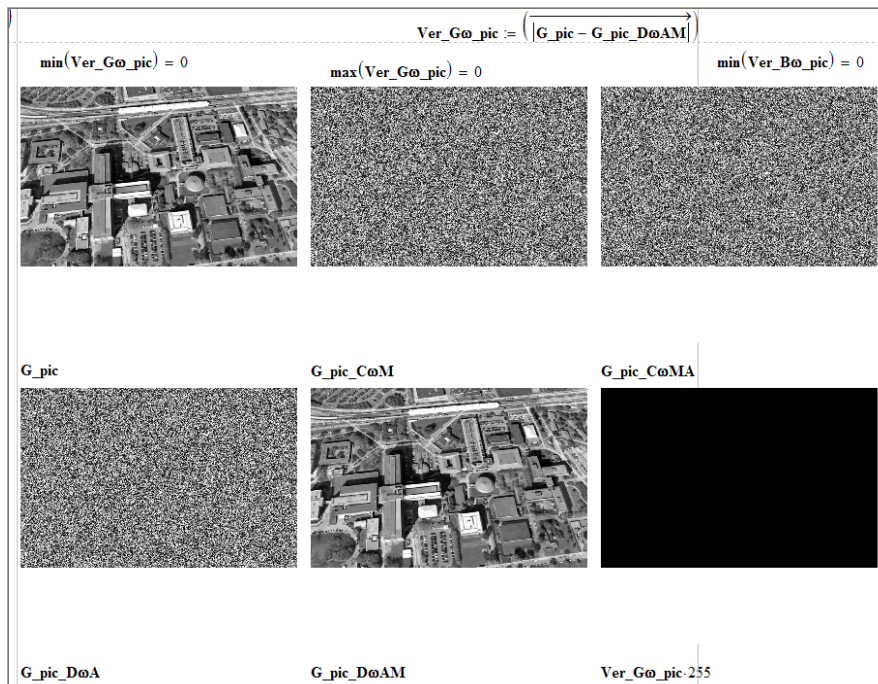 Ver_Gω_pic := (|G_pic − G_pic_DωAM|)
min(Ver_Gω_pic) = 0
max(Ver_Gω_pic) = 0
min(Ver_Bω_pic) = 0
G_pic
G_pic_CωM
G_pic_CωMA
G_pic_DωA
G_pic_DωAM
Ver_Gω_pic·255